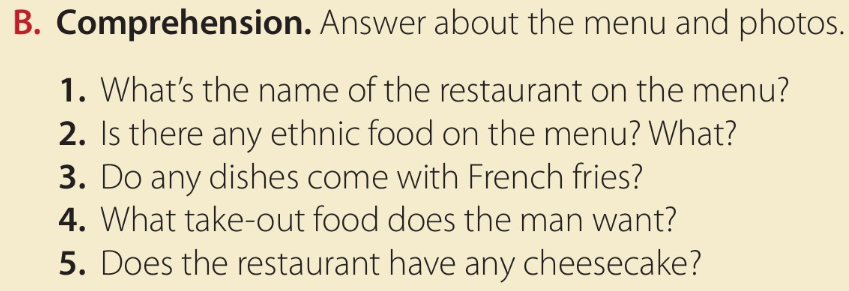 B. Comprehension. Answer about the menu and photos.
1. What's the name of the restaurant on the menu?
2. Is there any ethnic food on the menu? What?
3. Do any dishes come with French fries?
4. What take-out food does the man want?
5. Does the restaurant have any cheesecake?